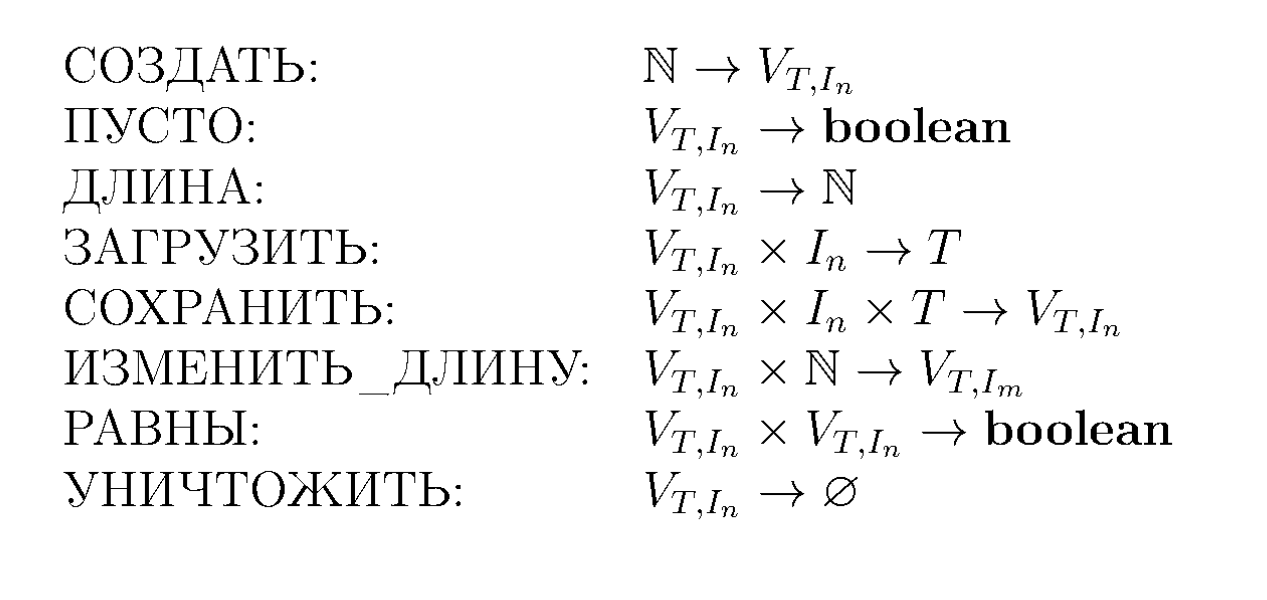 СОЗДАТЬ: ℕ → V_{T,I_n}
ПУСТО: V_{T,I_n} → boolean
ДЛИНА: V_{T,I_n} → ℕ
ЗАГРУЗИТЬ: V_{T,I_n} × I_n → T
СОХРАНИТЬ: V_{T,I_n} × I_n × T → V_{T,I_n}
ИЗМЕНИТЬ_ДЛИНУ: V_{T,I_n} × ℕ → V_{T,I_m}
РАВНЫ: V_{T,I_n} × V_{T,I_n} → boolean
УНИЧТОЖИТЬ: V_{T,I_n} → ∅